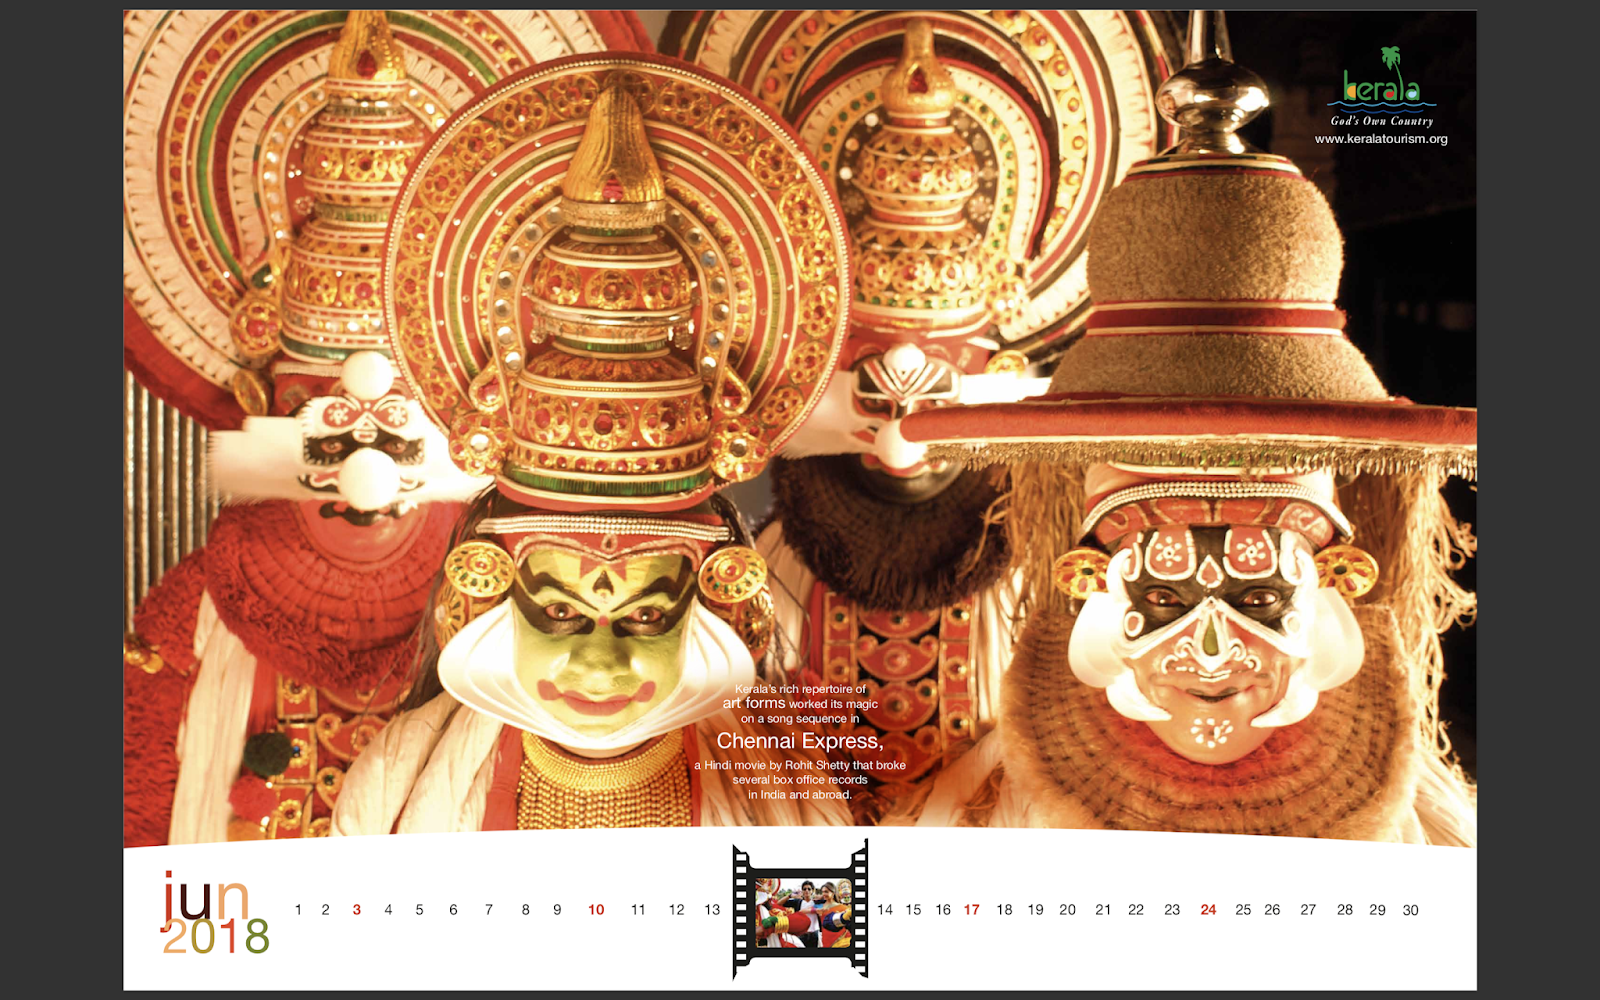 kerala
God's Own Country
www.keralatourism.org
Kerala's rich repertoire of
art forms worked its magic
on a song sequence in
Chennai Express,
a Hindi movie by Rohit Shetty that broke
several box office records
in India and abroad.
jun
2018
1 2 3 4 5 6 7 8 9 10 11 12 13 14 15 16 17 18 19 20 21 22 23 24 25 26 27 28 29 30